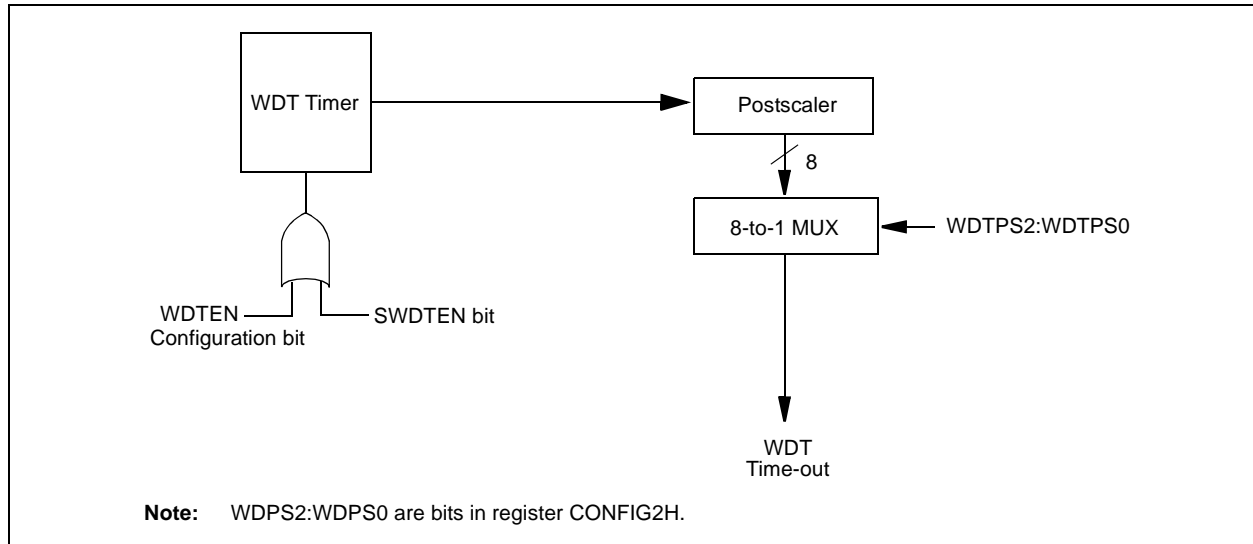 WDT Timer
Postscaler
8
8-to-1 MUX
WDTPS2:WDTPS0
WDTEN
Configuration bit
SWDTEN bit
WDT
Time-out
Note: WDPS2:WDPS0 are bits in register CONFIG2H.